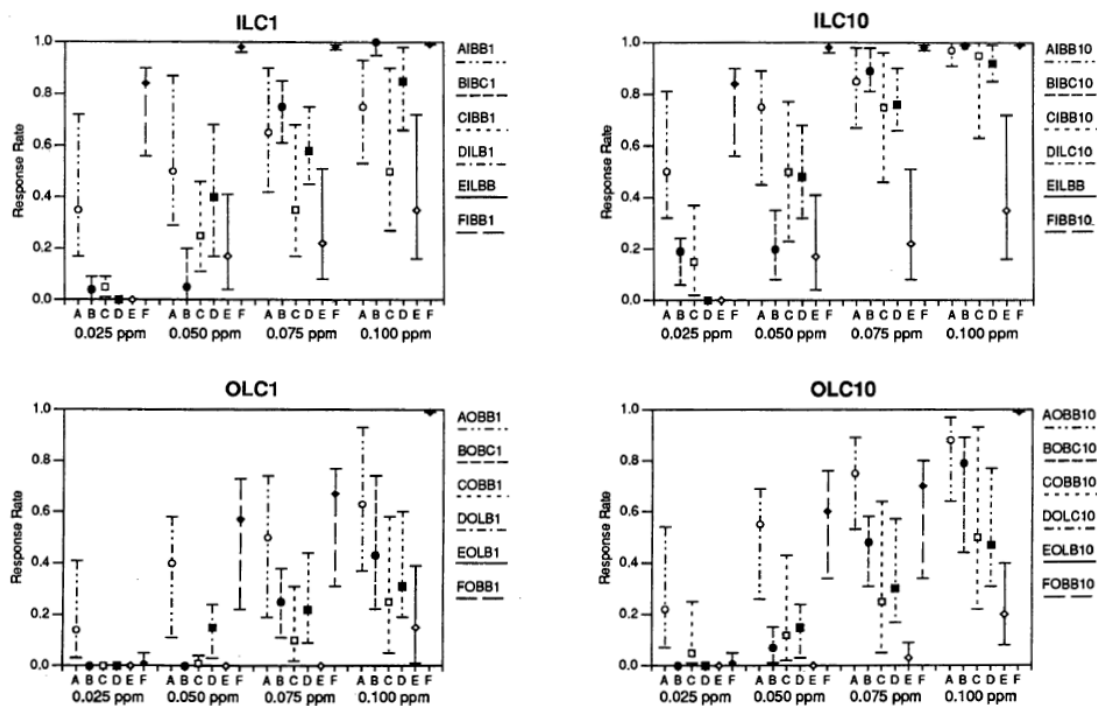 ILC1
Response Rate
1.0
0.8
0.6
0.4
0.2
0.0
A B C D E F A B C D E F A B C D E F A B C D E F
0.025 ppm 0.050 ppm 0.075 ppm 0.100 ppm
AIBB1
BIBC1
CIBB1
DILB1
EILBB
FIBB1
ILC10
Response Rate
1.0
0.8
0.6
0.4
0.2
0.0
A B C D E F A B C D E F A B C D E F A B C D E F
0.025 ppm 0.050 ppm 0.075 ppm 0.100 ppm
AIBB10
BIBC10
CIBB10
DILC10
EILBB
FIBB10
OLC1
Response Rate
1.0
0.8
0.6
0.4
0.2
0.0
A B C D E F A B C D E F A B C D E F A B C D E F
0.025 ppm 0.050 ppm 0.075 ppm 0.100 ppm
AOBB1
BOBC1
COBB1
DOLB1
EOLB1
FOBB1
OLC10
Response Rate
1.0
0.8
0.6
0.4
0.2
0.0
A B C D E F A B C D E F A B C D E F A B C D E F
0.025 ppm 0.050 ppm 0.075 ppm 0.100 ppm
AOBB10
BOBC10
COBB10
DOLC10
EOLB10
FOBB10